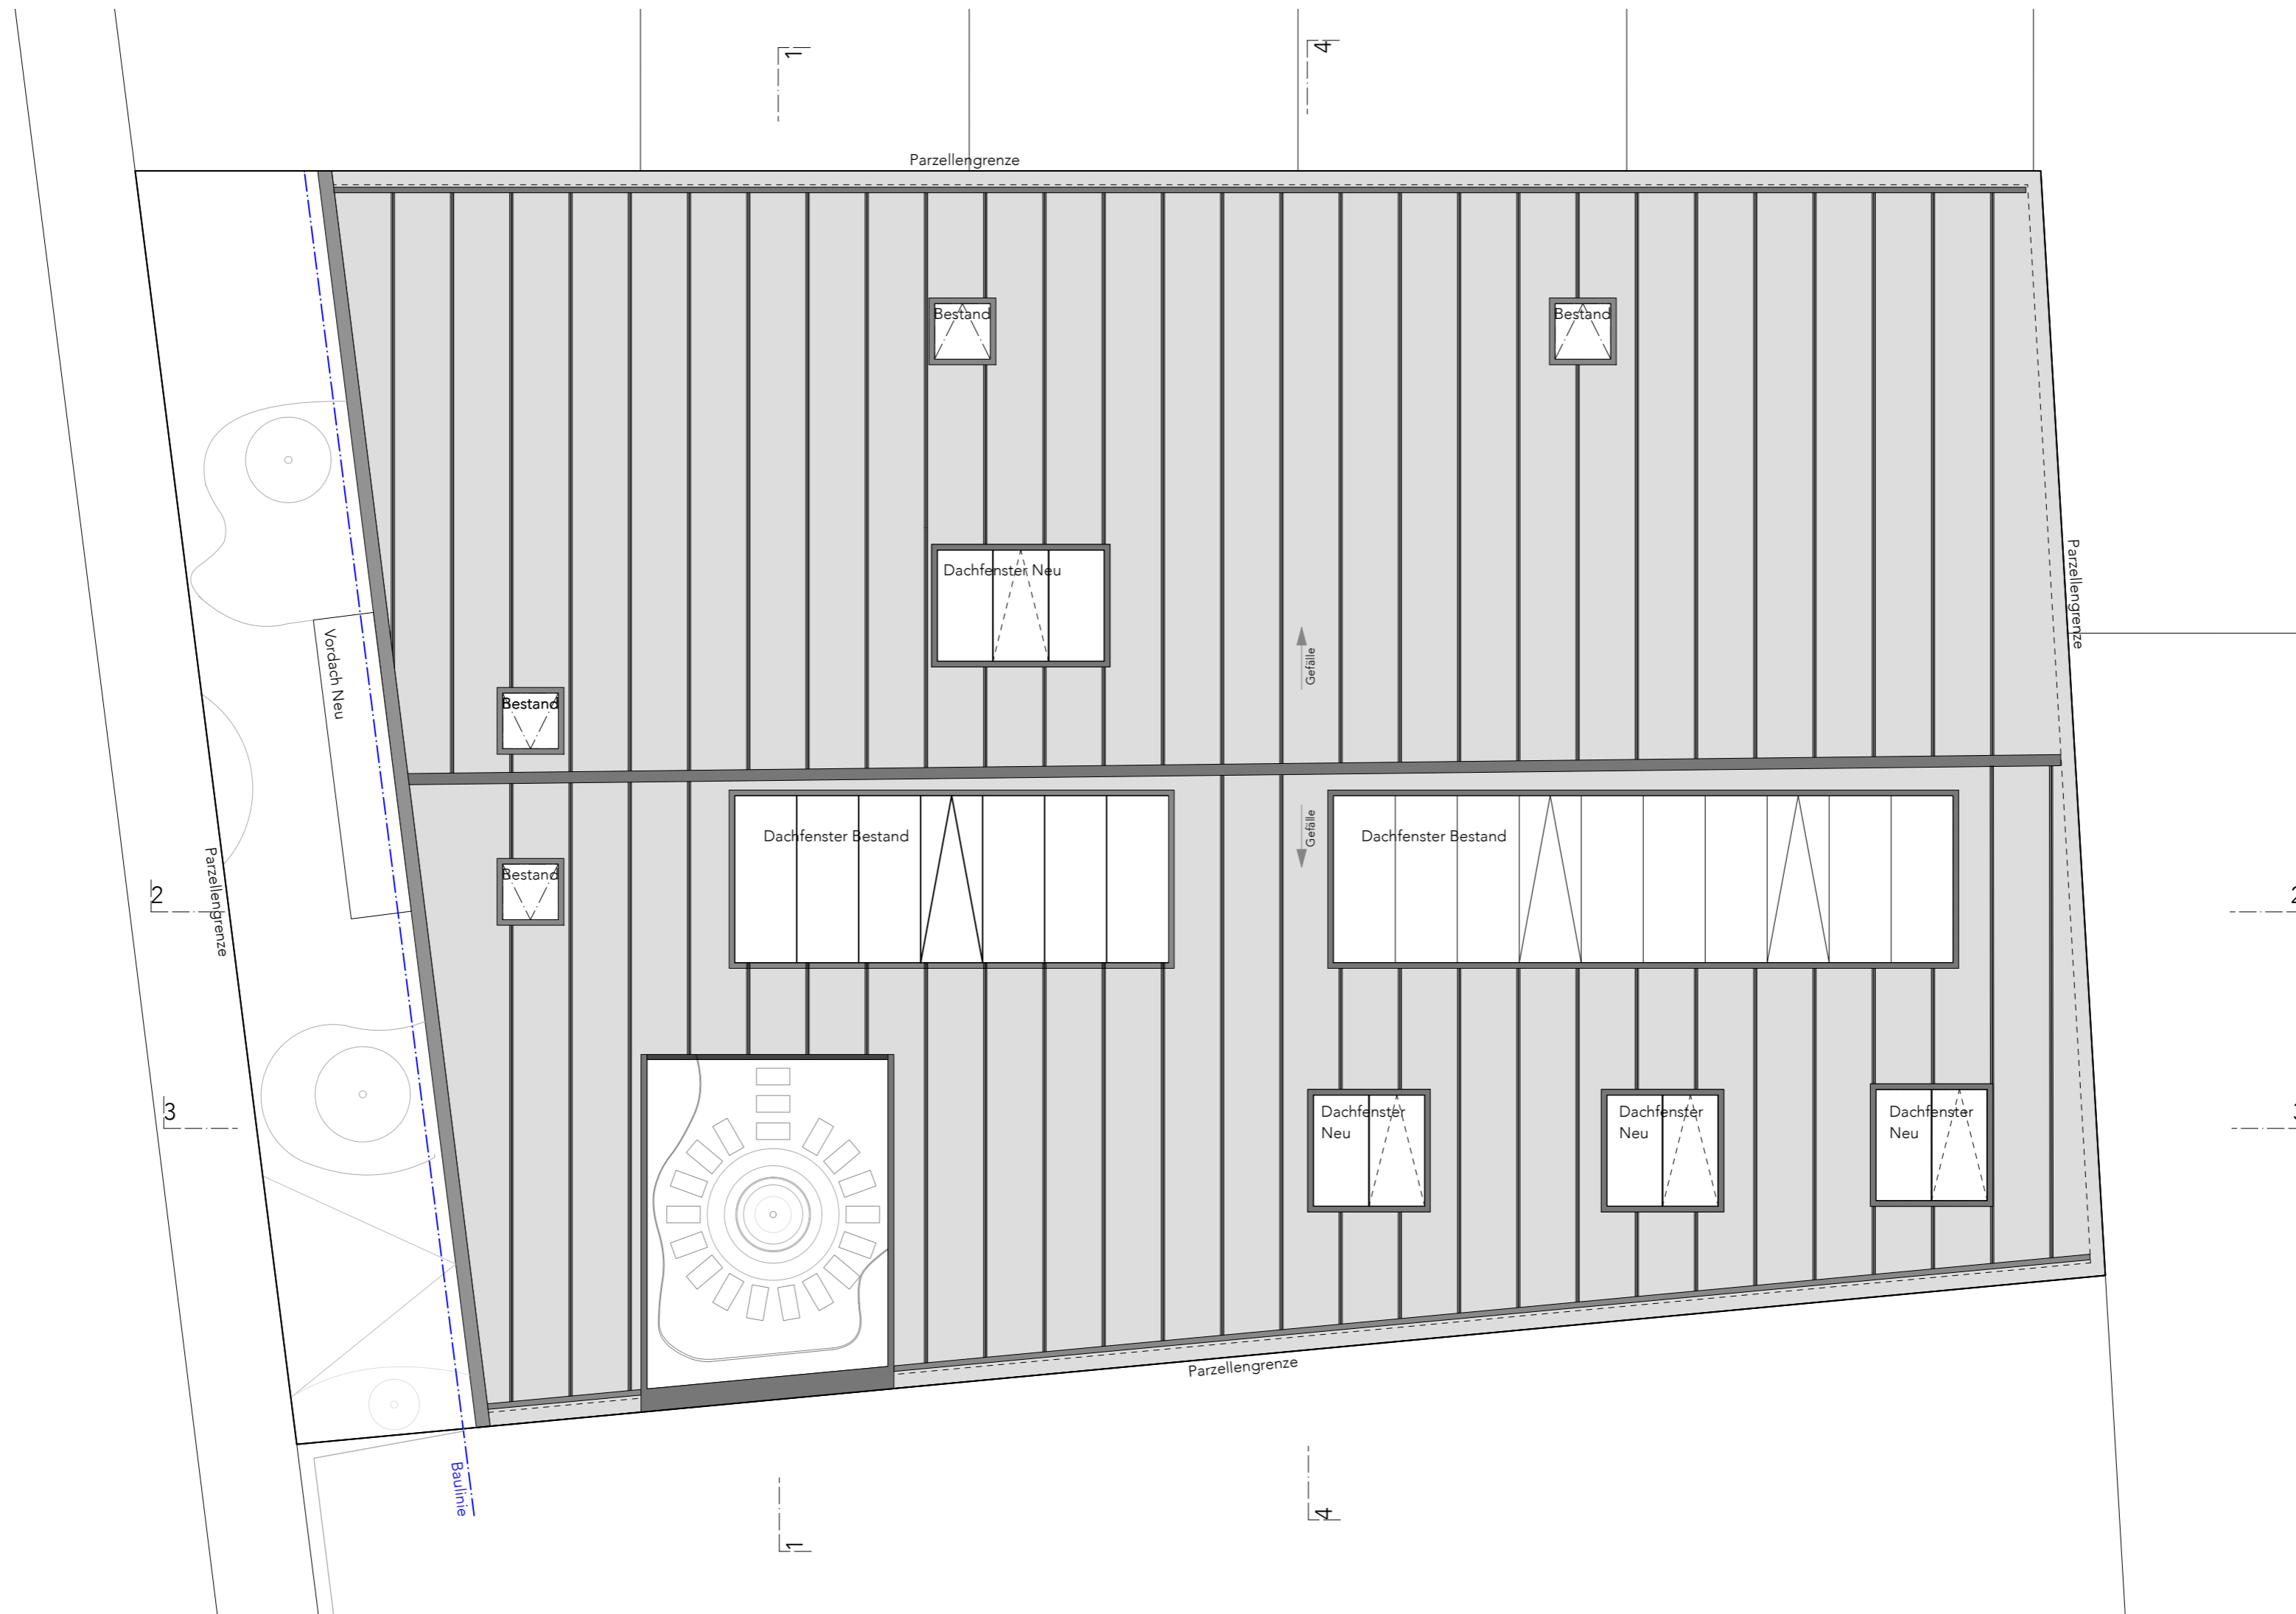 1
4
Parzellengrenze
Bestand
Bestand
Dachfenster Neu
Parzellengrenze
Vordach Neu
Gefälle
Bestand
Gefälle
Dachfenster Bestand
Dachfenster Bestand
Parzellengrenze
Bestand
2
2
3
Dachfenster
Neu
Dachfenster
Neu
Dachfenster
Neu
Parzellengrenze
Baulinie
4
1